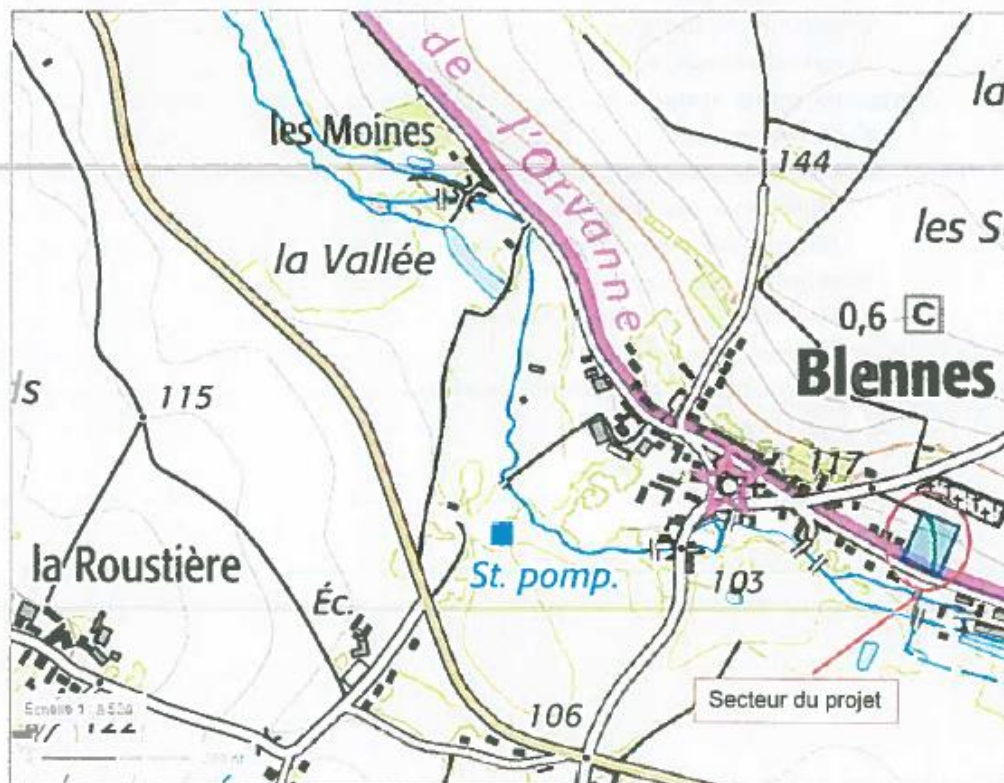 de l'Orvanne
la
les Moines
144
la Vallée
les S
0,6 C
Blennes
115
ds
117
la Roustière
St. pomp.
103
Éc.
Secteur du projet
106
122